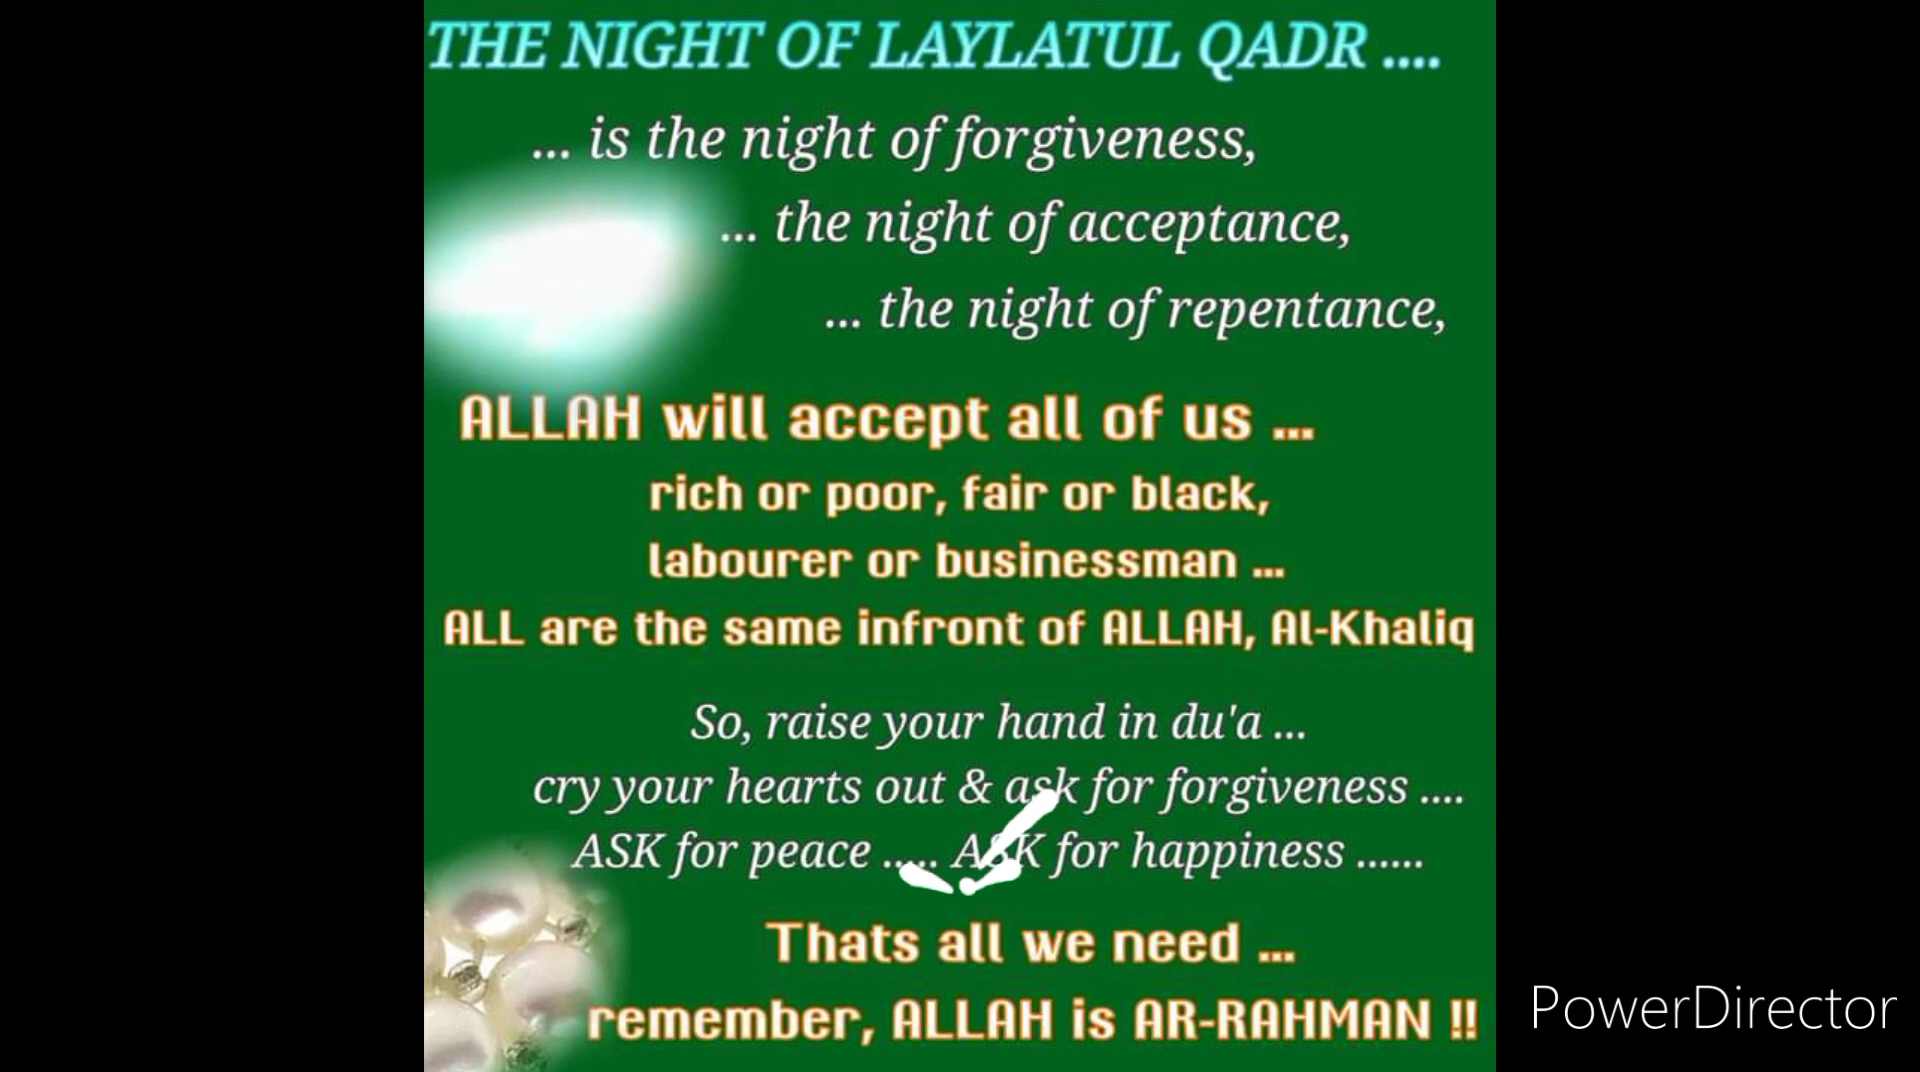 THE NIGHT OF LAYLATUL QADR ....
... is the night of forgiveness,
... the night of acceptance,
... the night of repentance,
ALLAH will accept all of us ...
rich or poor, fair or black,
labourer or businessman ...
ALL are the same infront of ALLAH, Al-Khaliq
So, raise your hand in du'a ...
cry your hearts out & ask for forgiveness ....
ASK for peace ..... ASK for happiness ......
Thats all we need ...
remember, ALLAH is AR-RAHMAN !!
PowerDirector